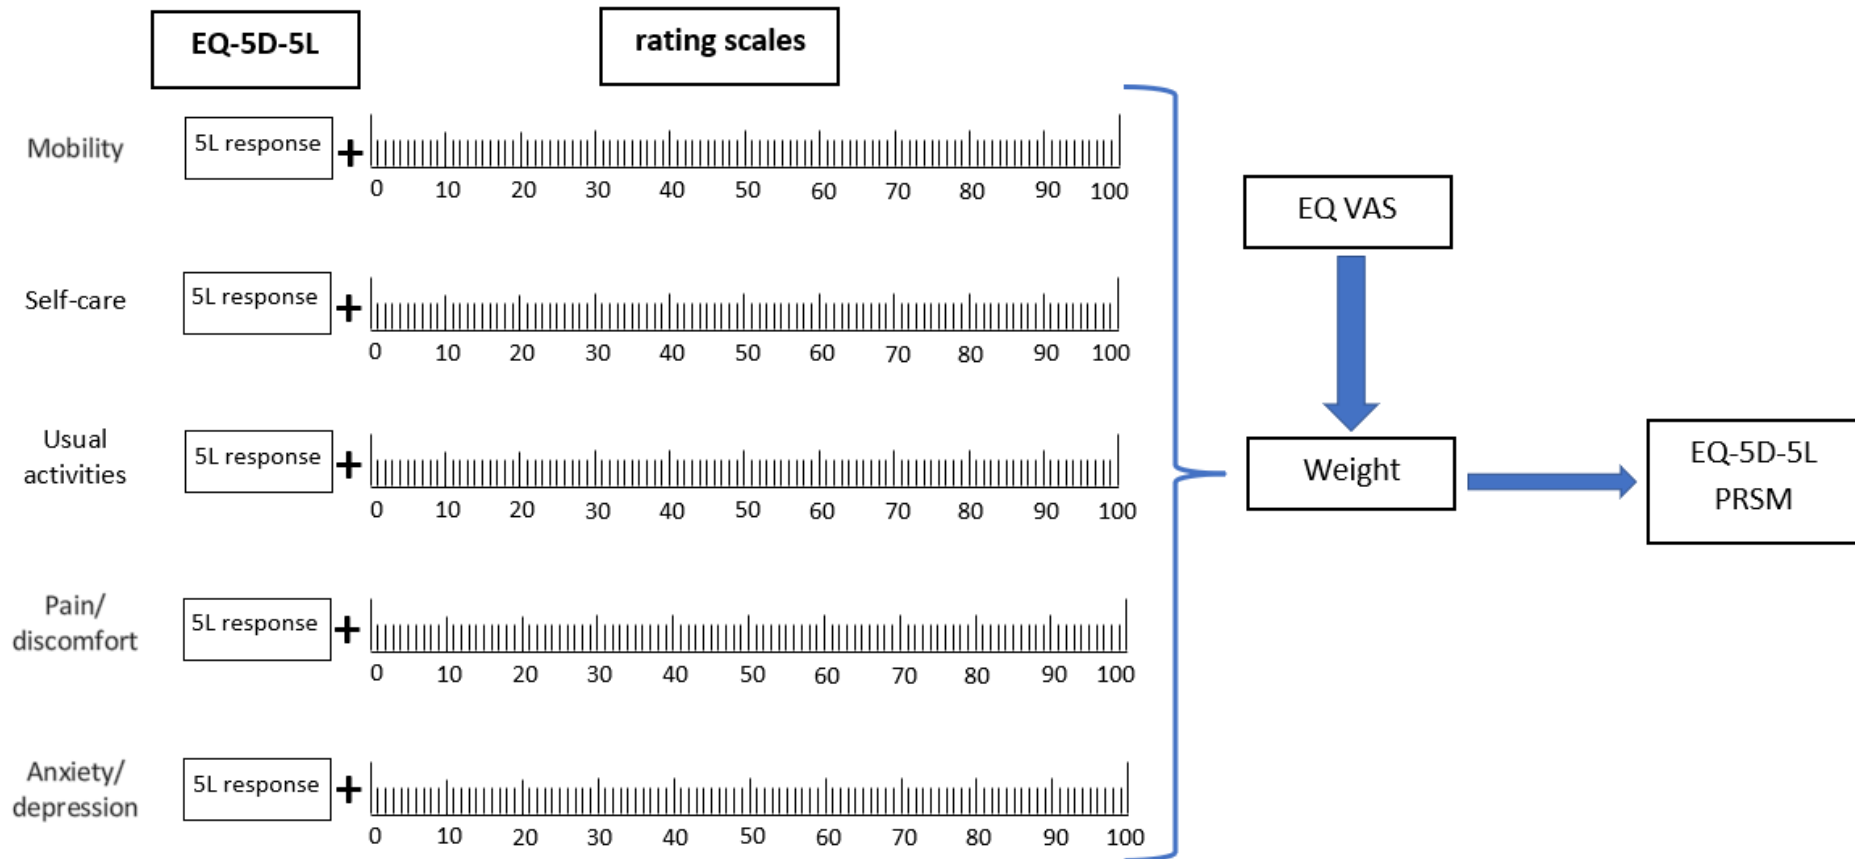 EQ-5D-5L
rating scales
Mobility
5L response
+
0 10 20 30 40 50 60 70 80 90 100
Self-care
5L response
+
0 10 20 30 40 50 60 70 80 90 100
Usual
activities
5L response
+
0 10 20 30 40 50 60 70 80 90 100
Pain/
discomfort
5L response
+
0 10 20 30 40 50 60 70 80 90 100
Anxiety/
depression
5L response
+
0 10 20 30 40 50 60 70 80 90 100
EQ VAS
Weight
EQ-5D-5L
PRSM